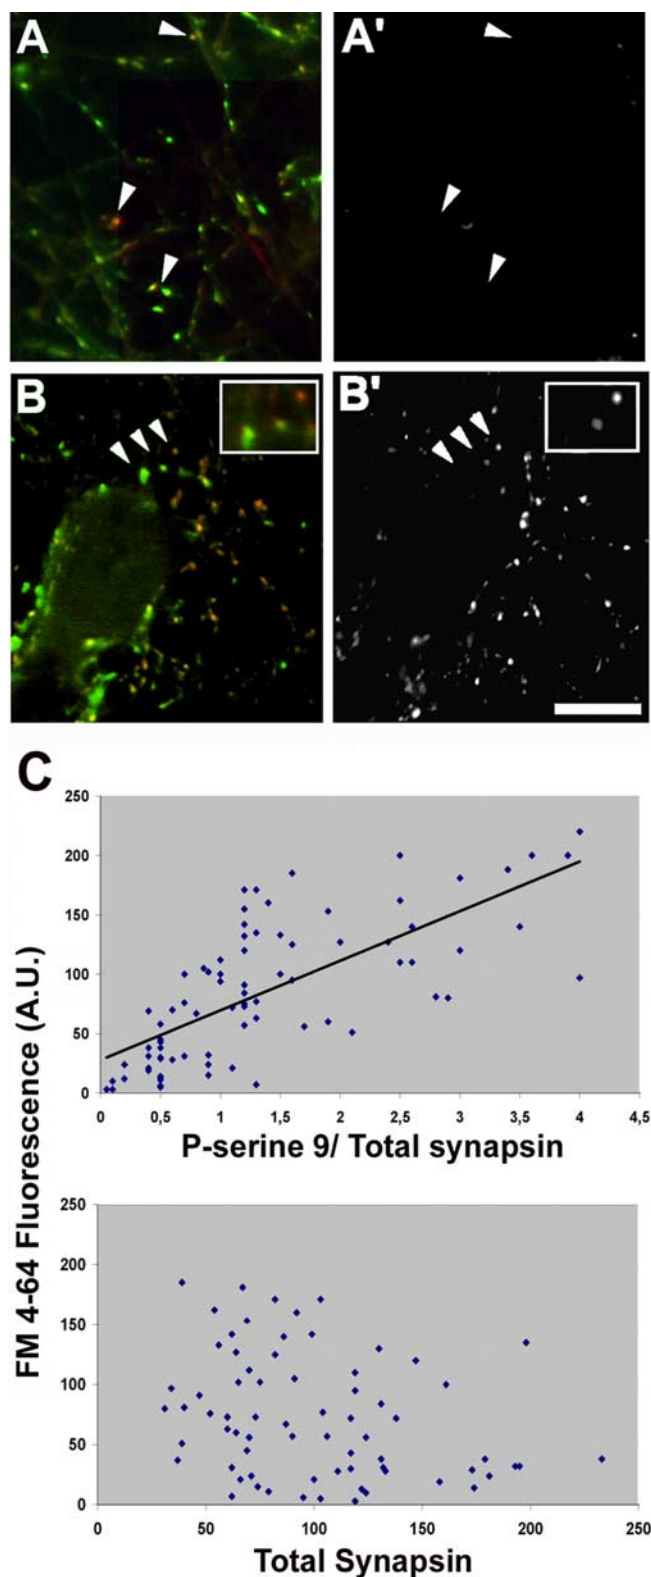 A A'
B B'
C
250
200
150
100
50
0
0 0,5 1 1,5 2 2,5 3 3,5 4 4,5
P-serine 9/ Total synapsin
FM 4-64 Fluorescence (A.U.)
250
200
150
100
50
0
0 50 100 150 200 250
Total Synapsin